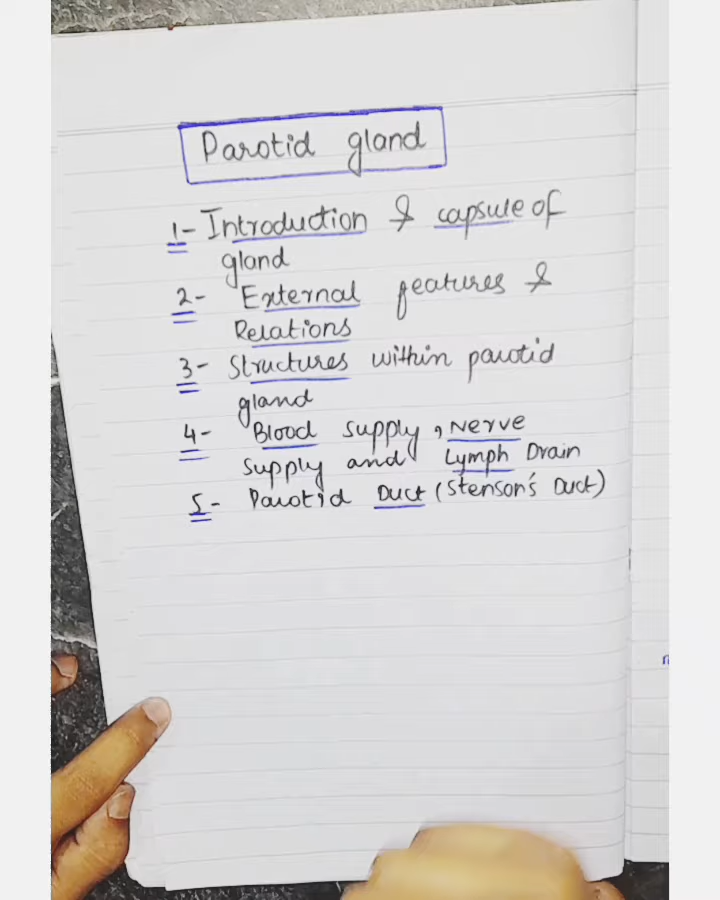 Parotid gland
1- Introduction & capsule of
gland
2- External features &
Relations
3- Structures within parotid
gland
4- Blood supply, Nerve
supply and Lymph Drain
5- Parotid Duct (Stenson's Duct)